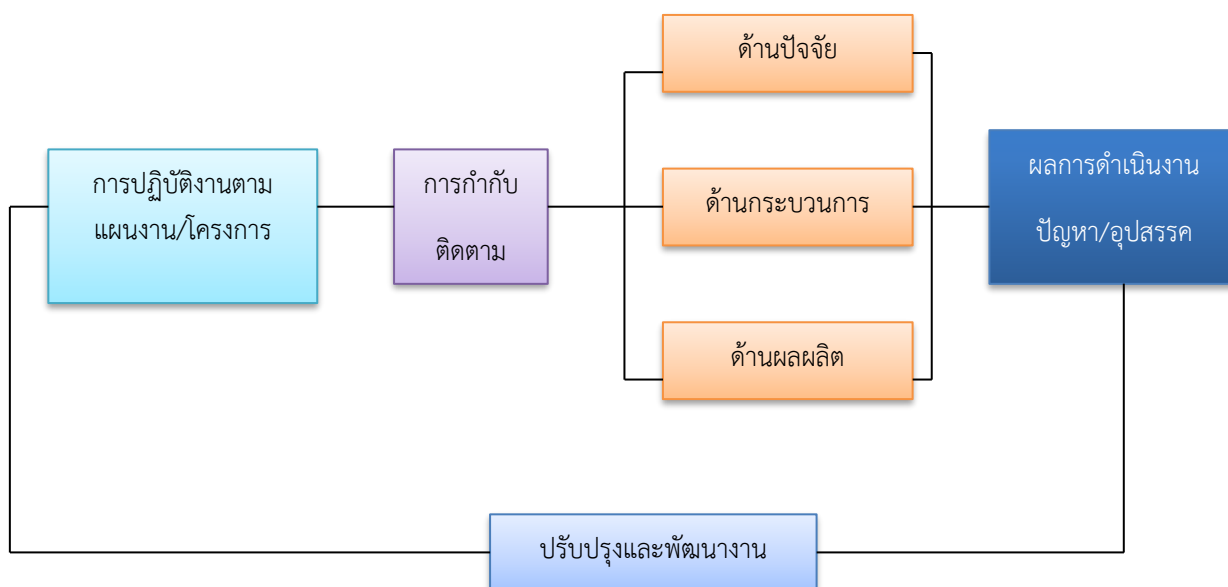 ด้านปัจจัย
การปฏิบัติงานตาม
แผนงาน/โครงการ
การกำกับ
ติดตาม
ด้านกระบวนการ
ผลการดำเนินงาน
ปัญหา/อุปสรรค
ด้านผลผลิต
ปรับปรุงและพัฒนางาน